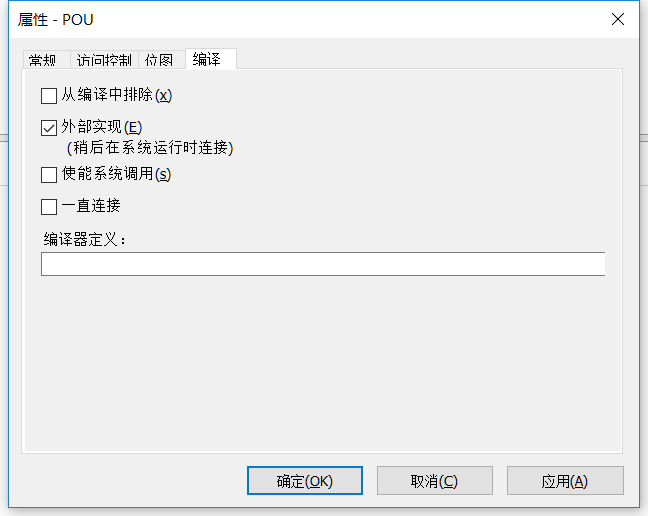 属性 - POU
常规 访问控制 位图 编译
从编译中排除(x)
外部实现(E)
(稍后在系统运行时连接)
使能系统调用(s)
一直连接
编译器定义：
确定(OK) 取消(C) 应用(A)